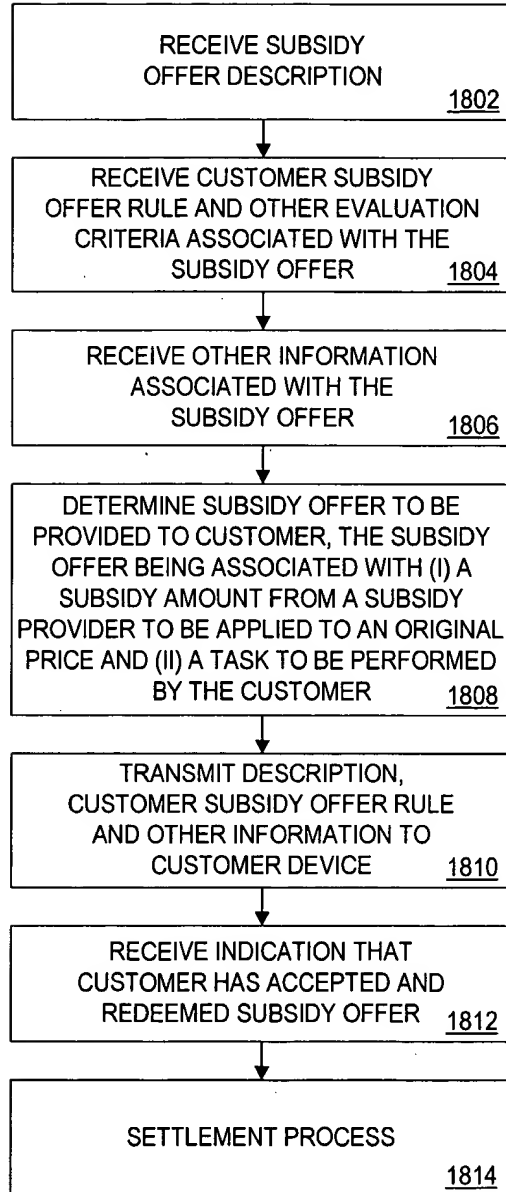 RECEIVE SUBSIDY
OFFER DESCRIPTION
1802
RECEIVE CUSTOMER SUBSIDY
OFFER RULE AND OTHER EVALUATION
CRITERIA ASSOCIATED WITH THE
SUBSIDY OFFER
1804
RECEIVE OTHER INFORMATION
ASSOCIATED WITH THE
SUBSIDY OFFER
1806
DETERMINE SUBSIDY OFFER TO BE
PROVIDED TO CUSTOMER, THE SUBSIDY
OFFER BEING ASSOCIATED WITH (I) A
SUBSIDY AMOUNT FROM A SUBSIDY
PROVIDER TO BE APPLIED TO AN ORIGINAL
PRICE AND (II) A TASK TO BE PERFORMED
BY THE CUSTOMER
1808
TRANSMIT DESCRIPTION,
CUSTOMER SUBSIDY OFFER RULE
AND OTHER INFORMATION TO
CUSTOMER DEVICE
1810
RECEIVE INDICATION THAT
CUSTOMER HAS ACCEPTED AND
REDEEMED SUBSIDY OFFER
1812
SETTLEMENT PROCESS
1814